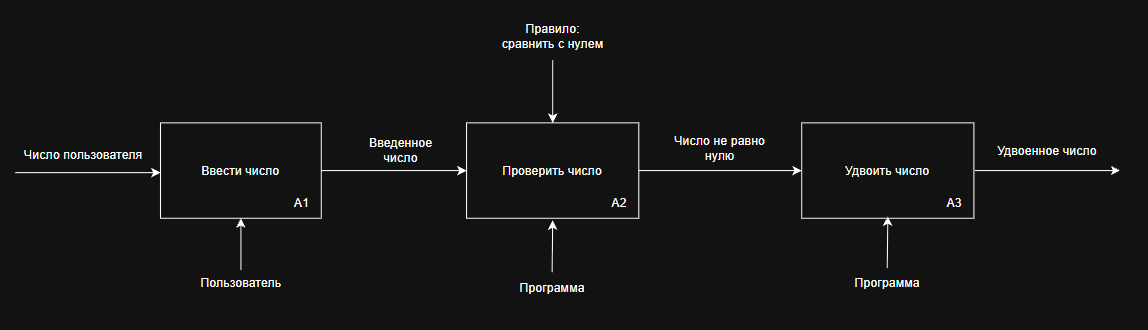 Правило:
сравнить с нулем
Число пользователя
Ввести число
A1
Введенное
число
Проверить число
A2
Число не равно
нулю
Удвоить число
A3
Удвоенное число
Пользователь
Программа
Программа